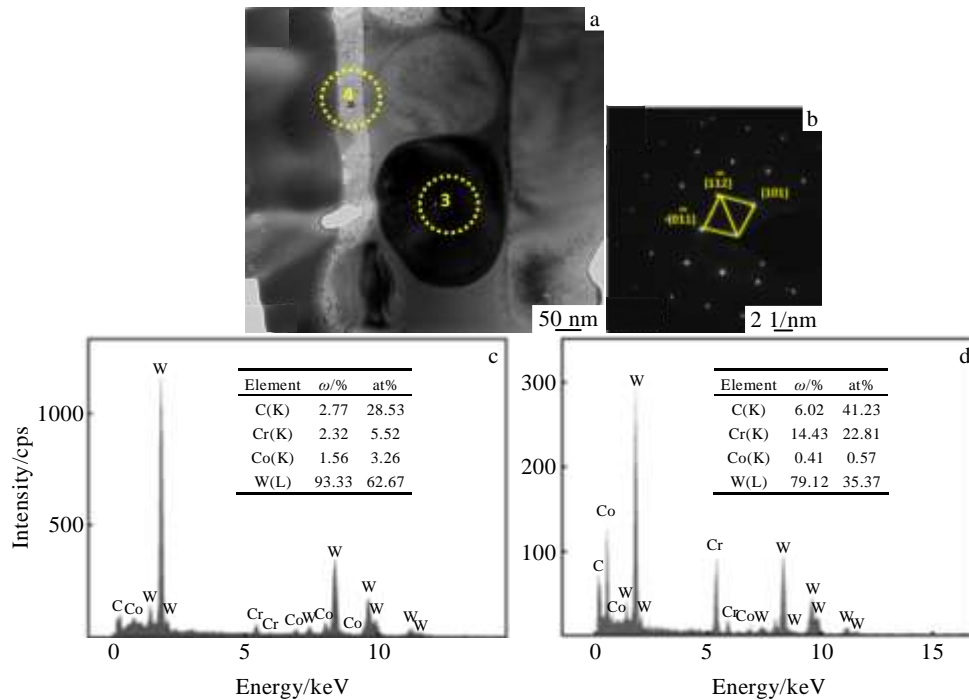 a
4
3
50 nm
b
[112]
[101]
[011]
2 1/nm
c
Intensity/cps
1000
500
W
Element ω/% at%
C(K) 2.77 28.53
Cr(K) 2.32 5.52
Co(K) 1.56 3.26
W(L) 93.33 62.67
C Co W W Cr Cr Co W Co W Co W W W W
0 5 10
Energy/keV
d
300
200
100
W
Element ω/% at%
C(K) 6.02 41.23
Cr(K) 14.43 22.81
Co(K) 0.41 0.57
W(L) 79.12 35.37
C Co Co W W Cr Cr Co W W W W W W W
0 5 10 15
Energy/keV